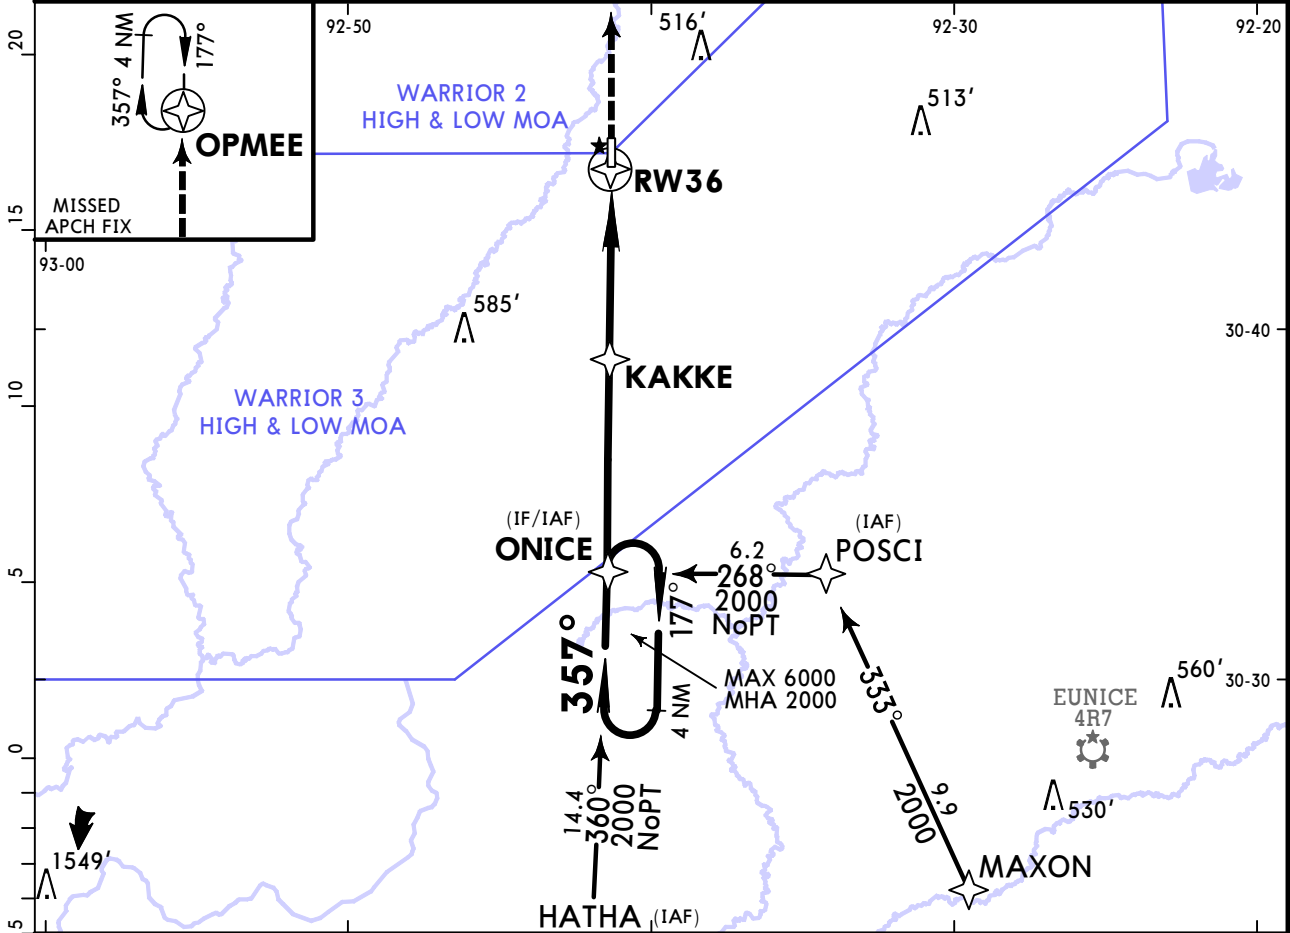 92-50
92-30
92-20
516'
513'
WARRIOR 2
HIGH & LOW MOA
357° 4 NM
177°
OPMEE
MISSED
APCH FIX
RW36
20
15
10
5
0
5
93-00
585'
30-40
KAKKE
WARRIOR 3
HIGH & LOW MOA
(IF/IAF)
ONICE
(IAF)
POSCI
6.2
268°
2000
NoPT
177°
357°
4 NM
MAX 6000
MHA 2000
333°
9.9
2000
560'
30-30
EUNICE
4R7
530'
14.4
360°
2000
NoPT
1549'
MAXON
HATHA (IAF)